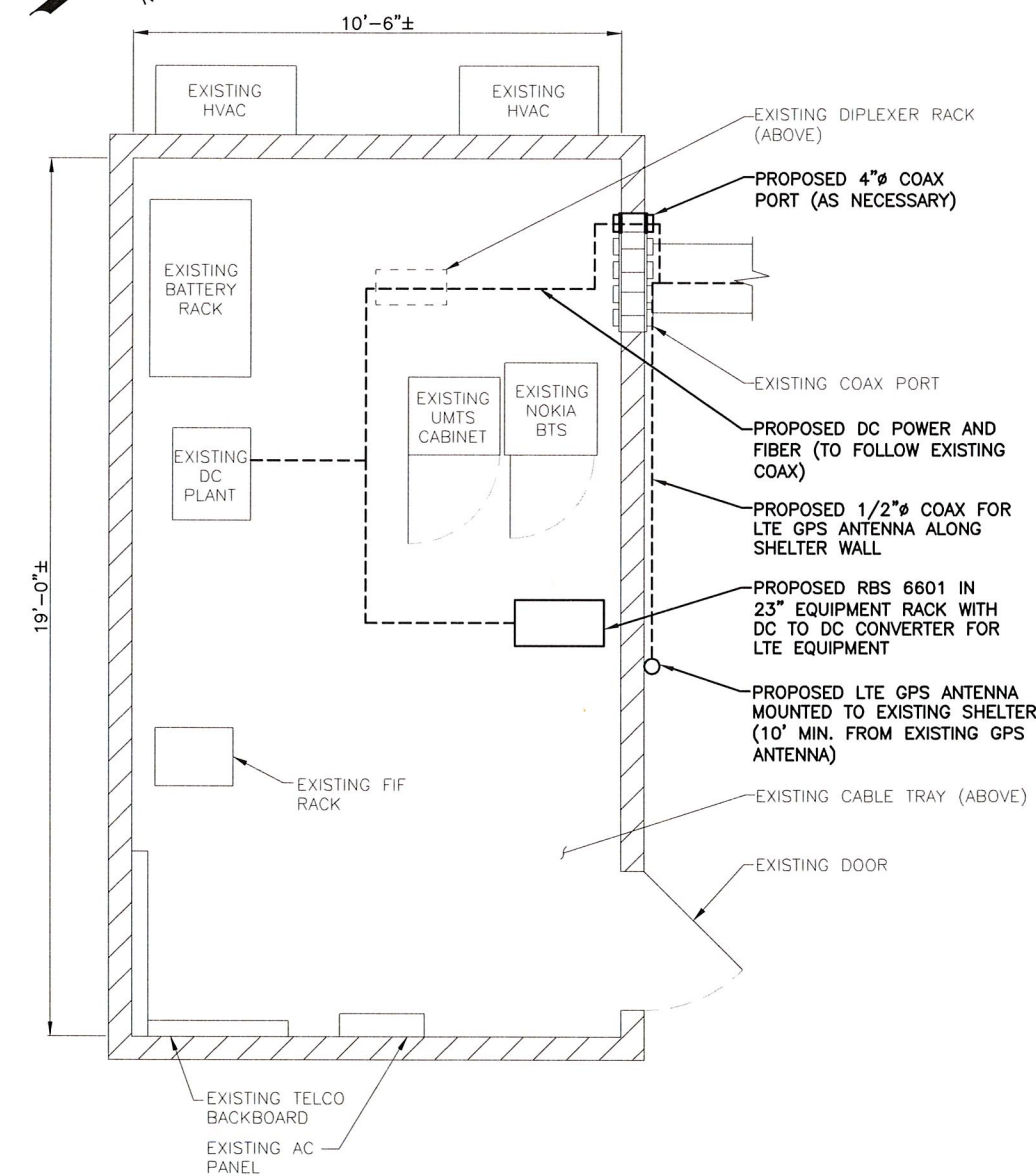 10'-6"±
EXISTING
HVAC
EXISTING
HVAC
EXISTING DIPLEXER RACK
(ABOVE)
PROPOSED 4"ø COAX
PORT (AS NECESSARY)
EXISTING
BATTERY
RACK
EXISTING COAX PORT
EXISTING
UMTS
CABINET
EXISTING
NOKIA
BTS
PROPOSED DC POWER AND
FIBER (TO FOLLOW EXISTING
COAX)
EXISTING
DC
PLANT
PROPOSED 1/2"ø COAX FOR
LTE GPS ANTENNA ALONG
SHELTER WALL
19'-0"±
PROPOSED RBS 6601 IN
23" EQUIPMENT RACK WITH
DC TO DC CONVERTER FOR
LTE EQUIPMENT
PROPOSED LTE GPS ANTENNA
MOUNTED TO EXISTING SHELTER
(10' MIN. FROM EXISTING GPS
ANTENNA)
EXISTING FIF
RACK
EXISTING CABLE TRAY (ABOVE)
EXISTING DOOR
EXISTING TELCO
BACKBOARD
EXISTING AC
PANEL